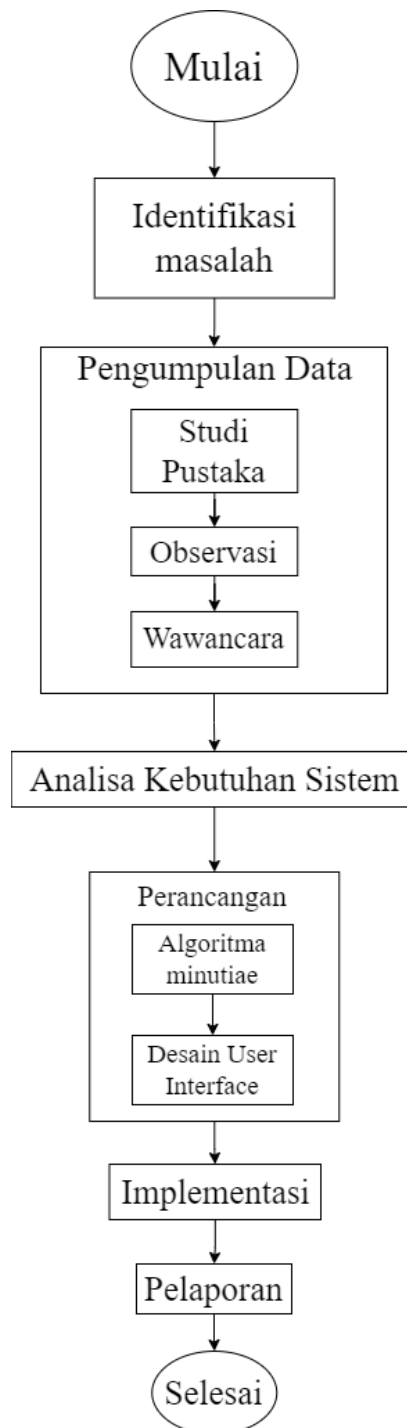 Mulai
Identifikasi
masalah
Pengumpulan Data
Studi
Pustaka
Observasi
Wawancara
Analisa Kebutuhan Sistem
Perancangan
Algoritma
minutiae
Desain User
Interface
Implementasi
Pelaporan
Selesai